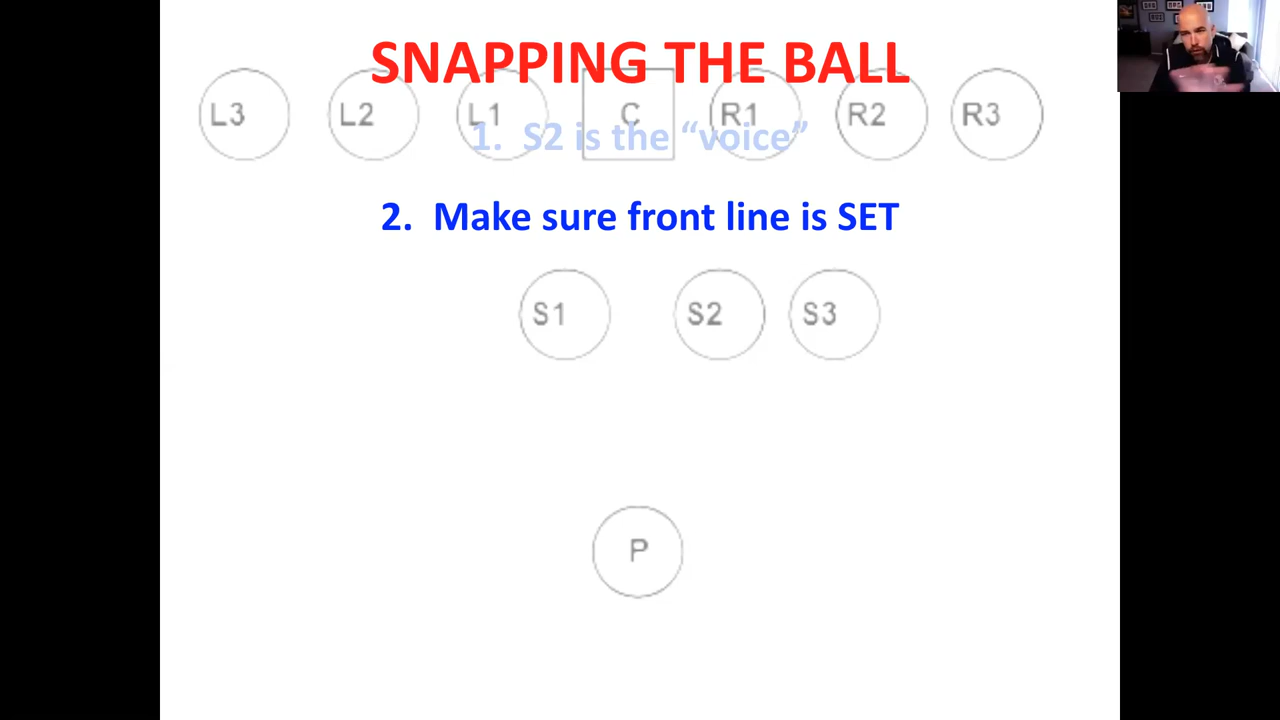 SNAPPING THE BALL
L3 L2 L1 C R1 R2 R3
1. S2 is the “voice”
2. Make sure front line is SET
S1 S2 S3
P